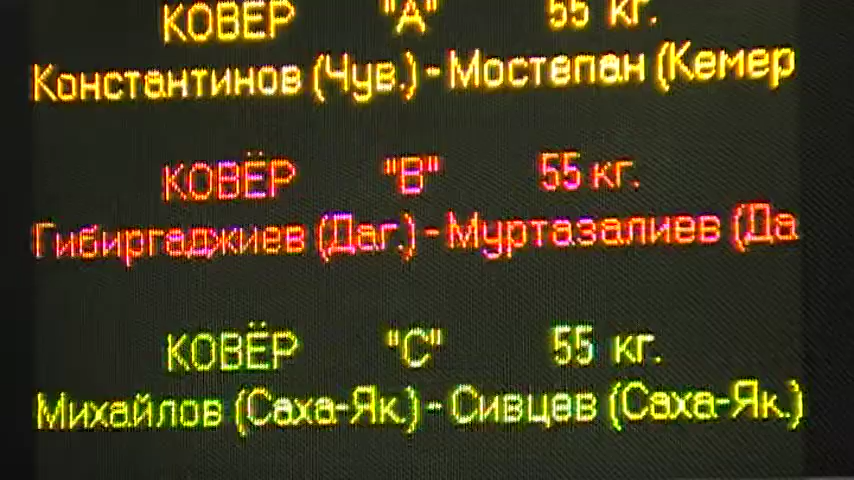 КОВЁР "А" 55 кг.
Константинов (Чув.) - Мостепан (Кемер
КОВЁР "В" 55 кг.
Гибиргаджиев (Даг.) - Муртазалиев (Да
КОВЁР "С" 55 кг.
Михайлов (Саха-Як.) - Сивцев (Саха-Як.)